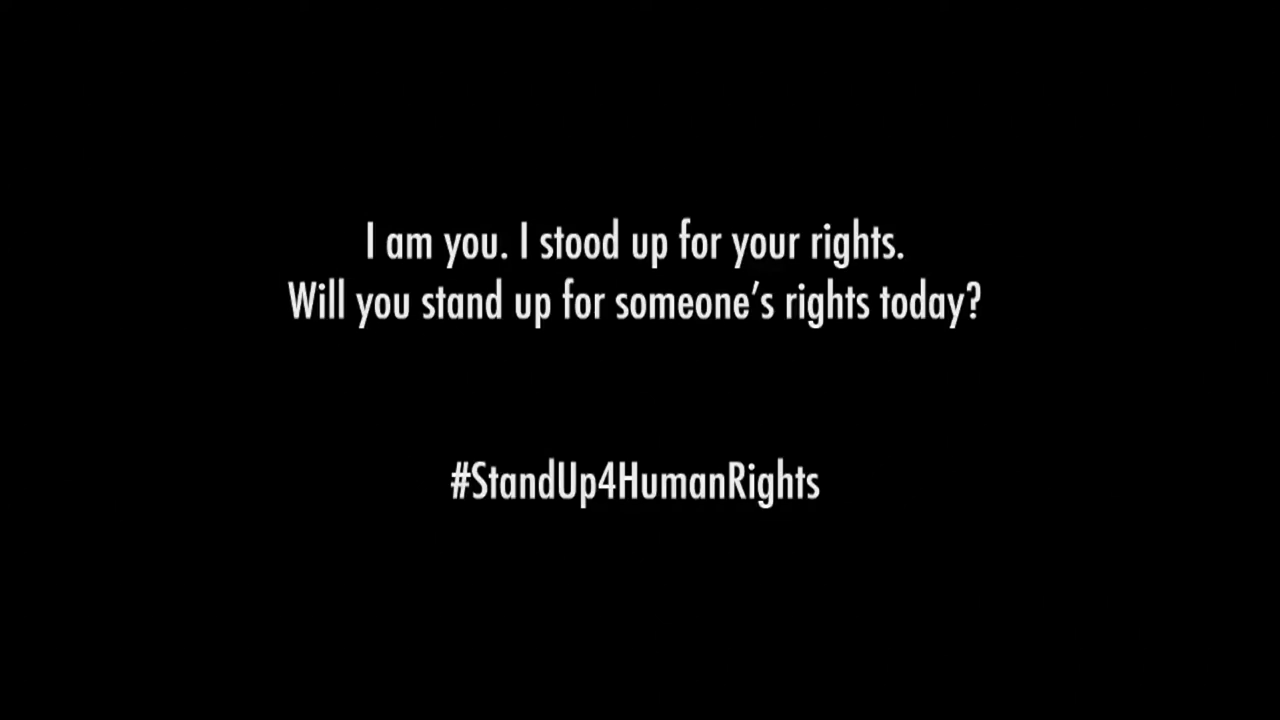 I am you. I stood up for your rights.
Will you stand up for someone’s rights today?
#StandUp4HumanRights